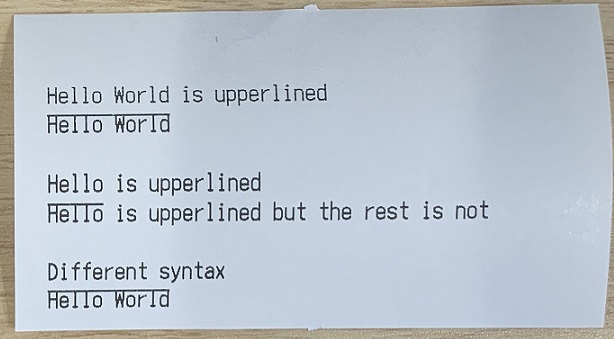 Hello World is upperlined
Hello World
Hello is upperlined
Hello is upperlined but the rest is not
Different syntax
Hello World